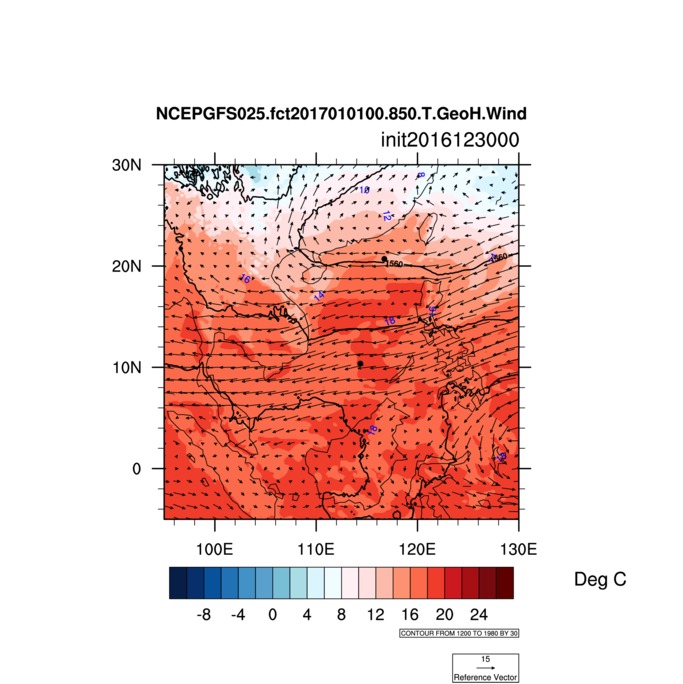 NCEPGFS025.fct2017010100.850.T.GeoH.Wind
init2016123000
30N
20N
10N
0
10
8
12
1560
1560
16
14
16
18
100E 110E 120E 130E
-8 -4 0 4 8 12 16 20 24
Deg C
CONTOUR FROM 1200 TO 1980 BY 30
15
Reference Vector